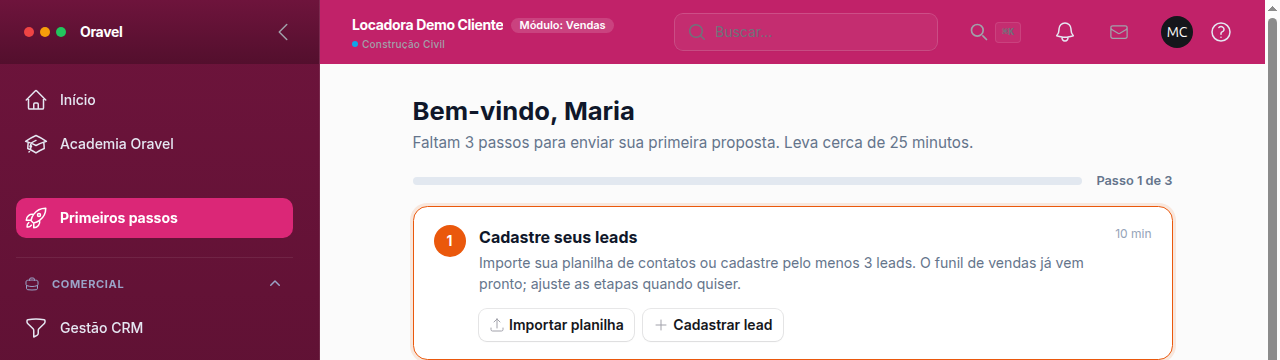 Oravel
Locadora Demo Cliente
Módulo: Vendas
Construção Civil
Buscar...
⌘K
MC
Início
Academia Oravel
Primeiros passos
COMERCIAL
Gestão CRM
Bem-vindo, Maria
Faltam 3 passos para enviar sua primeira proposta. Leva cerca de 25 minutos.
Passo 1 de 3
1
Cadastre seus leads
10 min
Importe sua planilha de contatos ou cadastre pelo menos 3 leads. O funil de vendas já vem
pronto; ajuste as etapas quando quiser.
Importar planilha
Cadastrar lead